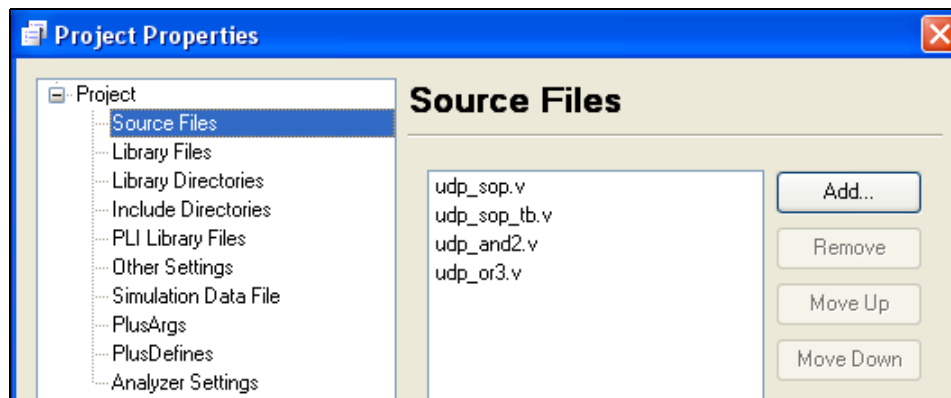 Project Properties
Project
Source Files
Library Files
Library Directories
Include Directories
PLI Library Files
Other Settings
Simulation Data File
PlusArgs
PlusDefines
Analyzer Settings
Source Files
udp_sop.v
udp_sop_tb.v
udp_and2.v
udp_or3.v
Add...
Remove
Move Up
Move Down